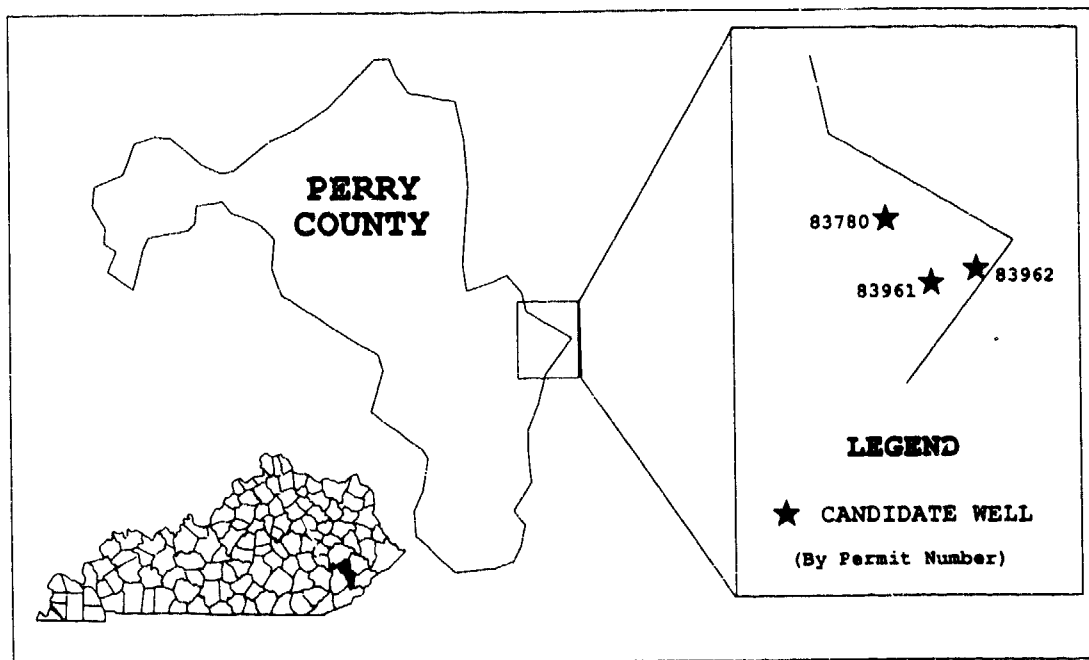 PERRY
COUNTY
83780
83961
83962
LEGEND
★ CANDIDATE WELL
(By Permit Number)